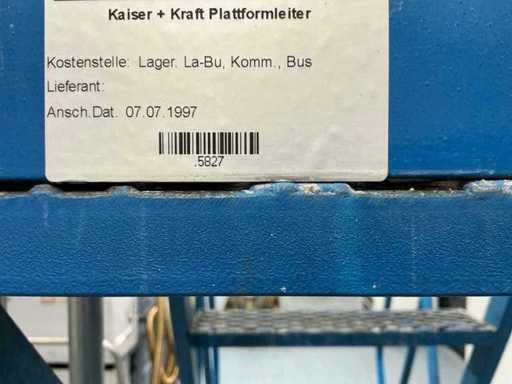 Kaiser + Kraft Plattformleiter
Kostenstelle: Lager. La-Bu, Komm., Bus
Lieferant:
Ansch.Dat. 07.07.1997
.5827